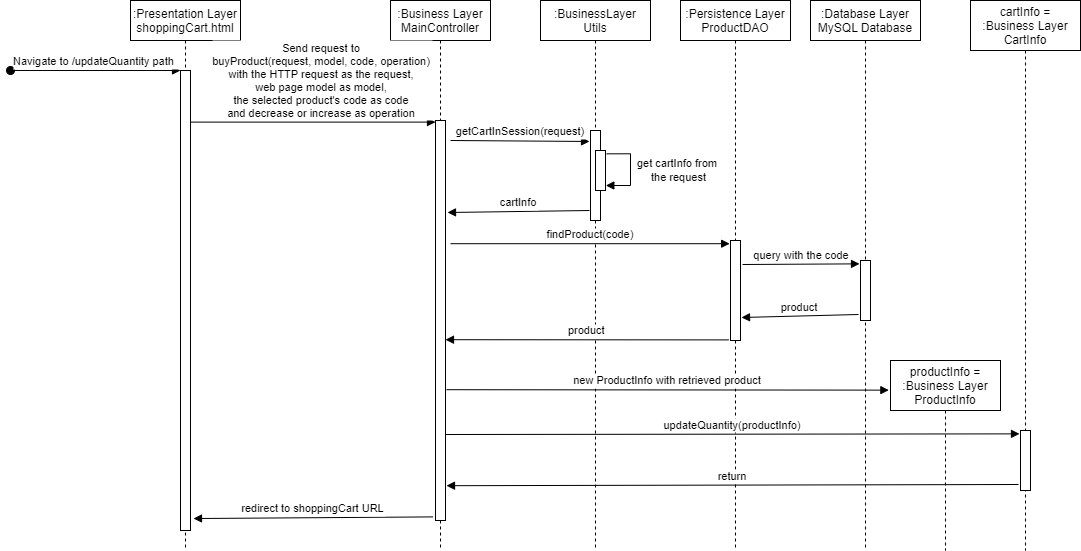 :Presentation Layer
shoppingCart.html
:Business Layer
MainController
:BusinessLayer
Utils
:Persistence Layer
ProductDAO
:Database Layer
MySQL Database
cartInfo =
:Business Layer
CartInfo
Navigate to /updateQuantity path
Send request to
buyProduct(request, model, code, operation)
with the HTTP request as the request,
web page model as model,
the selected product's code as code
and decrease or increase as operation
getCartInSession(request)
get cartInfo from
the request
cartInfo
findProduct(code)
query with the code
product
product
new ProductInfo with retrieved product
productInfo =
:Business Layer
ProductInfo
updateQuantity(productInfo)
return
redirect to shoppingCart URL